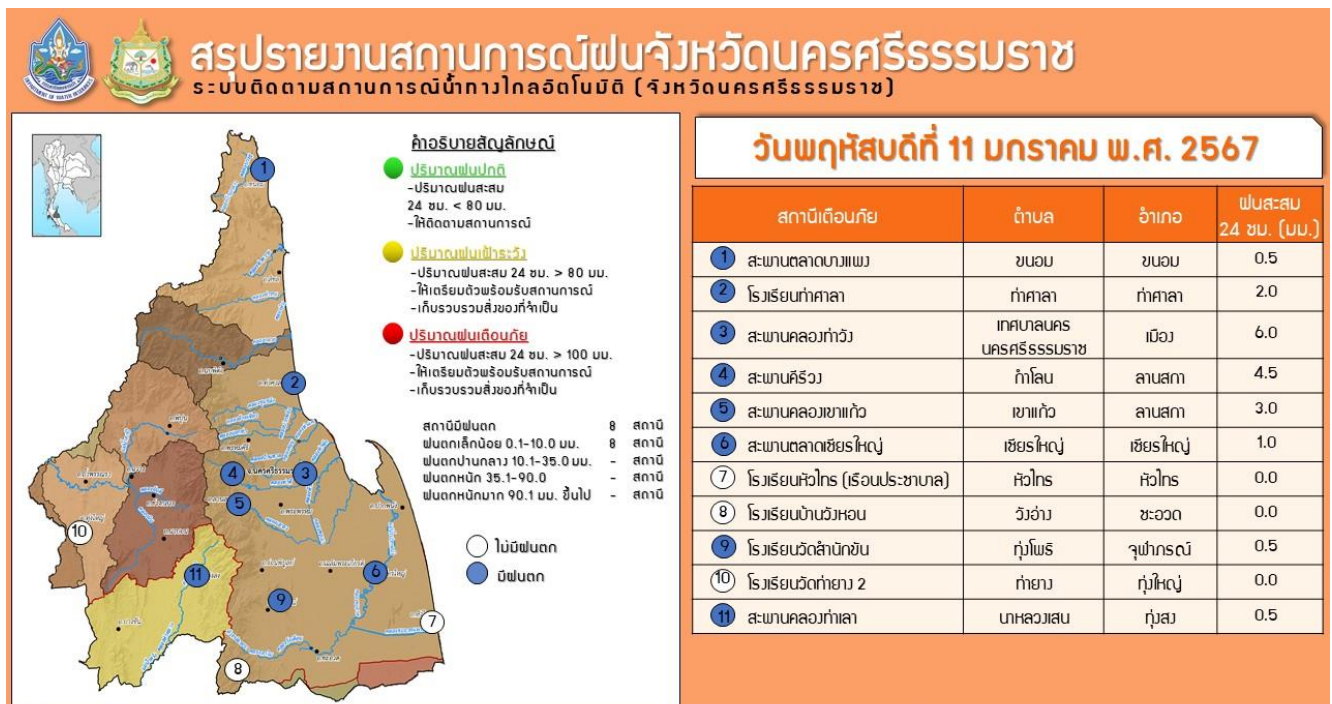 สรุปรายงานสถานการณ์ฝนจังหวัดนครศรีธรรมราช
ระบบติดตามสถานการณ์น้ำทางไกลอัตโนมัติ (จังหวัดนครศรีธรรมราช)
คำอธิบายสัญลักษณ์
ปริมาณฝนปกติ
-ปริมาณฝนสะสม
24 ชม. < 80 มม.
-ให้ติดตามสถานการณ์
ปริมาณฝนเฝ้าระวัง
-ปริมาณฝนสะสม 24 ชม. > 80 มม.
-ให้เตรียมตัวพร้อมรับสถานการณ์
-เก็บรวบรวมสิ่งของที่จำเป็น
ปริมาณฝนเตือนภัย
-ปริมาณฝนสะสม 24 ชม. > 100 มม.
-ให้เตรียมตัวพร้อมรับสถานการณ์
-เก็บรวบรวมสิ่งของที่จำเป็น
สถานีมีฝนตก 8 สถานี
ฝนตกเล็กน้อย 0.1-10.0 มม. 8 สถานี
ฝนตกปานกลาง 10.1-35.0 มม. - สถานี
ฝนตกหนัก 35.1-90.0 - สถานี
ฝนตกหนักมาก 90.1 มม. ขึ้นไป - สถานี
ไม่มีฝนตก
มีฝนตก
1
2
4
3
5
10
11
6
9
7
8
วันพฤหัสบดีที่ 11 มกราคม พ.ศ. 2567
สถานีเตือนภัย ตำบล อำเภอ ฝนสะสม
24 ชม. (มม.)
1 สะพานตลาดบางแพง ขนอม ขนอม 0.5
2 โรงเรียนท่าศาลา ท่าศาลา ท่าศาลา 2.0
3 สะพานคลองท่าวัง เทศบาลนคร
นครศรีธรรมราช เมือง 6.0
4 สะพานคีรีวง กำโลน ลานสกา 4.5
5 สะพานคลองเขาแก้ว เขาแก้ว ลานสกา 3.0
6 สะพานตลาดเชียรใหญ่ เชียรใหญ่ เชียรใหญ่ 1.0
7 โรงเรียนหัวไทร (เรือนประชาบาล) หัวไทร หัวไทร 0.0
8 โรงเรียนบ้านวังหอน วังอ่าง ชะอวด 0.0
9 โรงเรียนวัดสำนักขัน ทุ่งโพธิ จุฬาภรณ์ 0.5
10 โรงเรียนวัดท่ายาง 2 ท่ายาง ทุ่งใหญ่ 0.0
11 สะพานคลองท่าเลา นาหลวงเสน ทุ่งสง 0.5